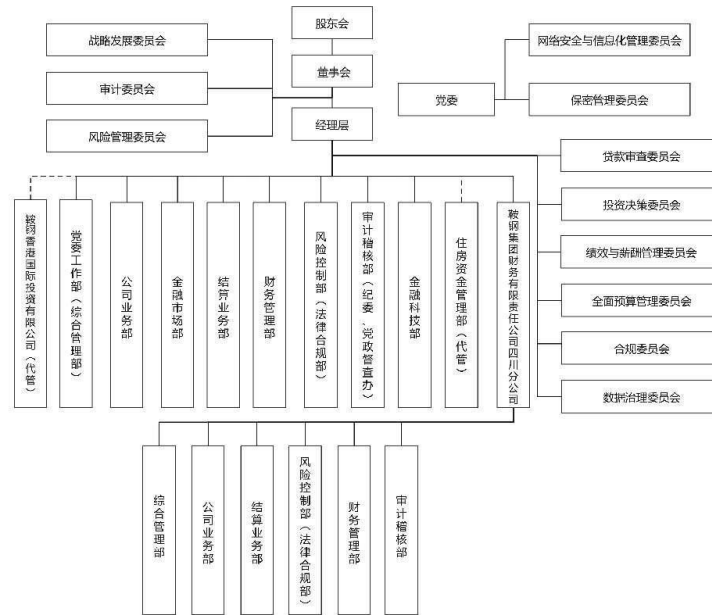 股东会
战略发展委员会
网络安全与信息化管理委员会
董事会
审计委员会
党委
保密管理委员会
经理层
风险管理委员会
贷款审查委员会
投资决策委员会
绩效与薪酬管理委员会
全面预算管理委员会
合规委员会
数据治理委员会
鞍钢香港国际投资有限公司（代管）
党委工作部（综合管理部）
公司业务部
金融市场部
结算业务部
财务管理部
风险控制部（法律合规部）
审计稽核部（纪委、党政督查办）
金融科技部
住房资金管理部（代管）
鞍钢集团财务有限责任公司四川分公司
综合管理部
公司业务部
结算业务部
风险控制部（法律合规部）
财务管理部
审计稽核部